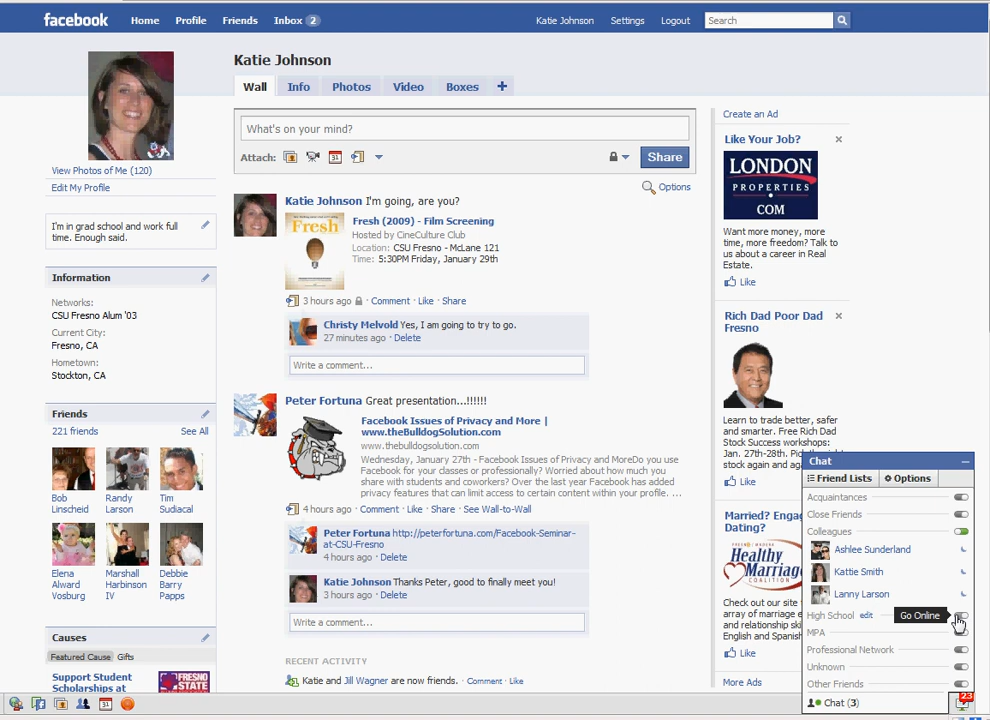 facebook Home Profile Friends Inbox 2 Katie Johnson Settings Logout Search
Katie Johnson
Wall Info Photos Video Boxes +
View Photos of Me (120)
Edit My Profile
I'm in grad school and work full
time. Enough said.
Information
Networks:
CSU Fresno Alum '03
Current City:
Fresno, CA
Hometown:
Stockton, CA
Friends
221 friends See All
Bob
Linscheid
Randy
Larson
Tim
Sudiacal
Elena
Alward
Vosburg
Marshall
Harbinson
IV
Debbie
Barry
Papps
Causes
Featured Cause Gifts
Support Student
Scholarships at
FRESNO
STATE
What's on your mind?
Attach: 31 Share
Options
Katie Johnson I'm going, are you?
Fresh
Fresh (2009) - Film Screening
Hosted by CineCulture Club
Location: CSU Fresno - McLane 121
Time: 5:30PM Friday, January 29th
3 hours ago · Comment · Like · Share
Christy Melvold Yes, I am going to try to go.
27 minutes ago · Delete
Write a comment...
Peter Fortuna Great presentation...!!!!!!
Facebook Issues of Privacy and More |
www.theBulldogSolution.com
www.thebulldogsolution.com
Wednesday, January 27th - Facebook Issues of Privacy and MoreDo you use
Facebook for your classes or professionally? Worried about how much you
share with students and coworkers? Over the last year Facebook has added
privacy features that can limit access to certain content within your profile. ...
4 hours ago · Comment · Like · Share · See Wall-to-Wall
Peter Fortuna http://peterfortuna.com/Facebook-Seminar-
at-CSU-Fresno
4 hours ago · Delete
Katie Johnson Thanks Peter, good to finally meet you!
3 hours ago · Delete
Write a comment...
RECENT ACTIVITY
Katie and Jill Wagner are now friends. · Comment · Like
Create an Ad
Like Your Job?
LONDON
PROPERTIES
COM
Want more money, more
time, more freedom? Talk to
us about a career in Real
Estate.
Like
Rich Dad Poor Dad
Fresno
Learn to trade better, safer
and smarter. Free Rich Dad
Stock Success workshops:
Jan. 27th-28th. Pick
stock again and ag
Like
Married? Engag
Dating?
Healthy
Marriage
COALITION
Check out our site
array of marriage e
and relationship ski
English and Spanish
Like
More Ads
Chat
Friend Lists Options
Acquaintances
Close Friends
Colleagues
Ashlee Sunderland
Kattie Smith
Lanny Larson
High School edit Go Online
MPA
Professional Network
Unknown
Other Friends
31 Chat (3) 23